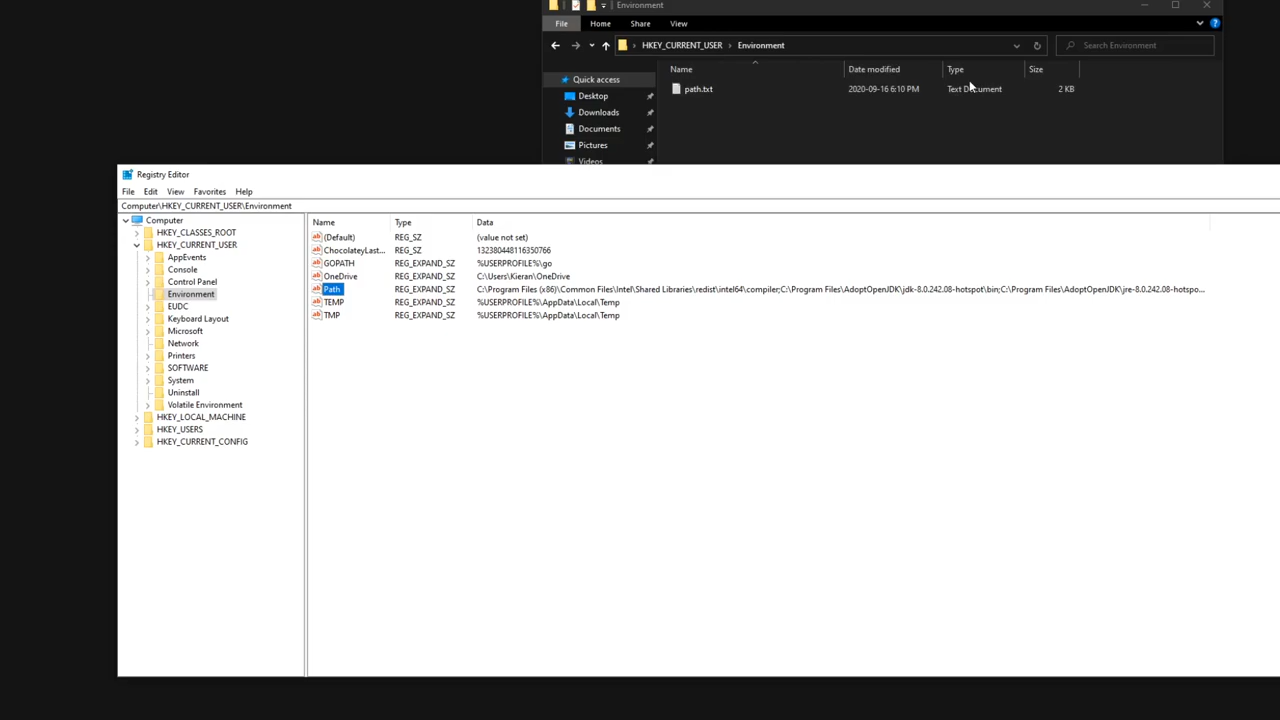 Environment
File Home Share View
HKEY_CURRENT_USER Environment Search Environment
Name Date modified Type Size
Quick access
path.txt 2020-09-16 6:10 PM Text Document 2 KB
Desktop
Downloads
Documents
Pictures
Videos
Registry Editor
File Edit View Favorites Help
Computer\HKEY_CURRENT_USER\Environment
Computer
HKEY_CLASSES_ROOT
HKEY_CURRENT_USER
AppEvents
Console
Control Panel
Environment
EUDC
Keyboard Layout
Microsoft
Network
Printers
SOFTWARE
System
Uninstall
Volatile Environment
HKEY_LOCAL_MACHINE
HKEY_USERS
HKEY_CURRENT_CONFIG
Name Type Data
(Default) REG_SZ (value not set)
ChocolateyLast... REG_SZ 132380448116350766
GOPATH REG_EXPAND_SZ %USERPROFILE%\go
OneDrive REG_EXPAND_SZ C:\Users\Kieran\OneDrive
Path REG_EXPAND_SZ C:\Program Files (x86)\Common Files\Intel\Shared Libraries\redist\intel64\compiler;C:\Program Files\AdoptOpenJDK\jdk-8.0.242.08-hotspot\bin;C:\Program Files\AdoptOpenJDK\jre-8.0.242.08-hotspo...
TEMP REG_EXPAND_SZ %USERPROFILE%\AppData\Local\Temp
TMP REG_EXPAND_SZ %USERPROFILE%\AppData\Local\Temp